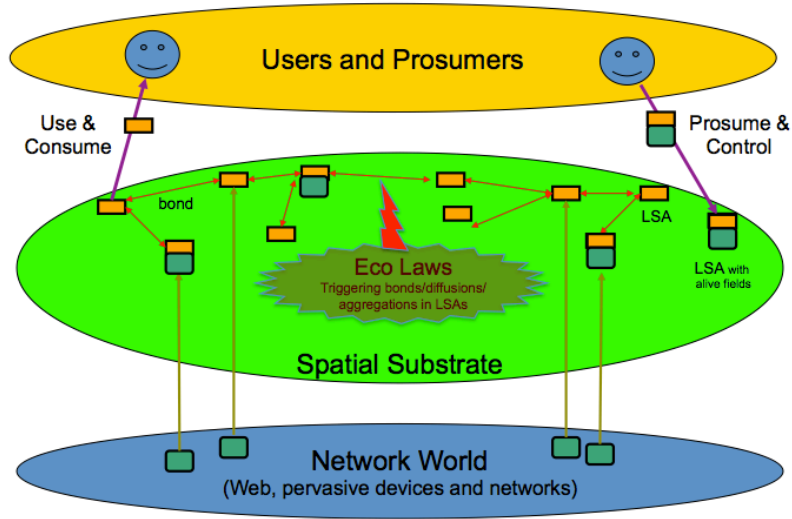 Users and Prosumers
Use &
Consume
Prosume &
Control
bond
LSA
LSA with
alive fields
Eco Laws
Triggering bonds/diffusions/
aggregations in LSAs
Spatial Substrate
Network World
(Web, pervasive devices and networks)